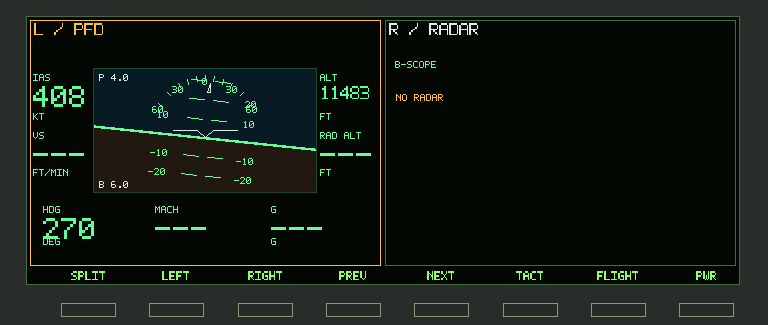 L / PFD
IAS
408
KT
VS
---
FT/MIN
P 4.0
0
30 30
60 60
20
10 10
-10 -10
-20 -20
B 6.0
ALT
11483
FT
RAD ALT
---
FT
HDG
270
DEG
MACH
---
G
---
G
R / RADAR
B-SCOPE
NO RADAR
SPLIT LEFT RIGHT PREV NEXT TACT FLIGHT PWR